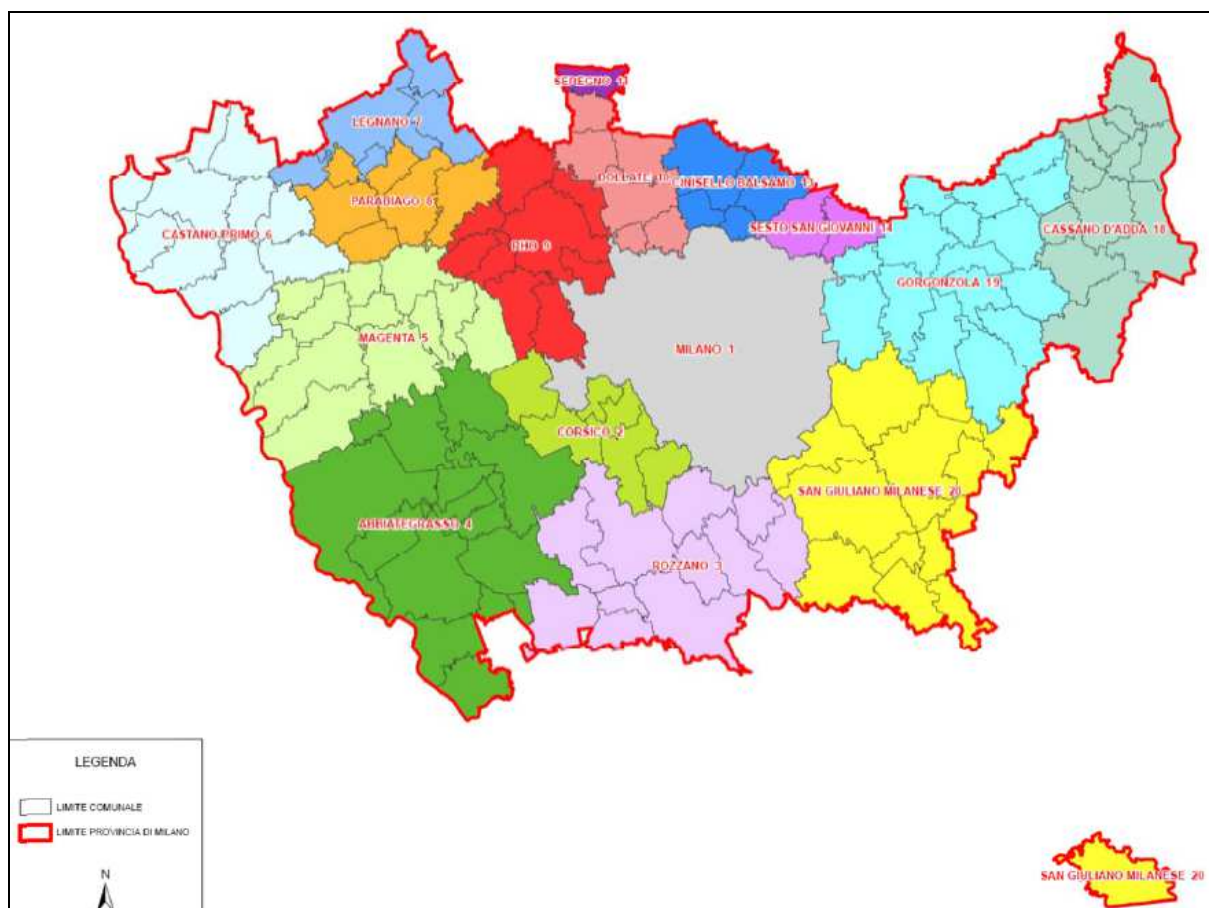 SEREGNO 11
LEGNANO 7
BOLLATE 10
CINISELLO BALSAMO 13
PARABIAGO 8
SESTO SAN GIOVANNI 14
CASTANO PRIMO 6
RHO 9
CASSANO D'ADDA 18
GORGONZOLA 19
MAGENTA 5
MILANO 1
CORSICO 2
SAN GIULIANO MILANESE 20
ABBIATEGRASSO 4
ROZZANO 3
LEGENDA
LIMITE COMUNALE
LIMITE PROVINCIA DI MILANO
N
SAN GIULIANO MILANESE 20